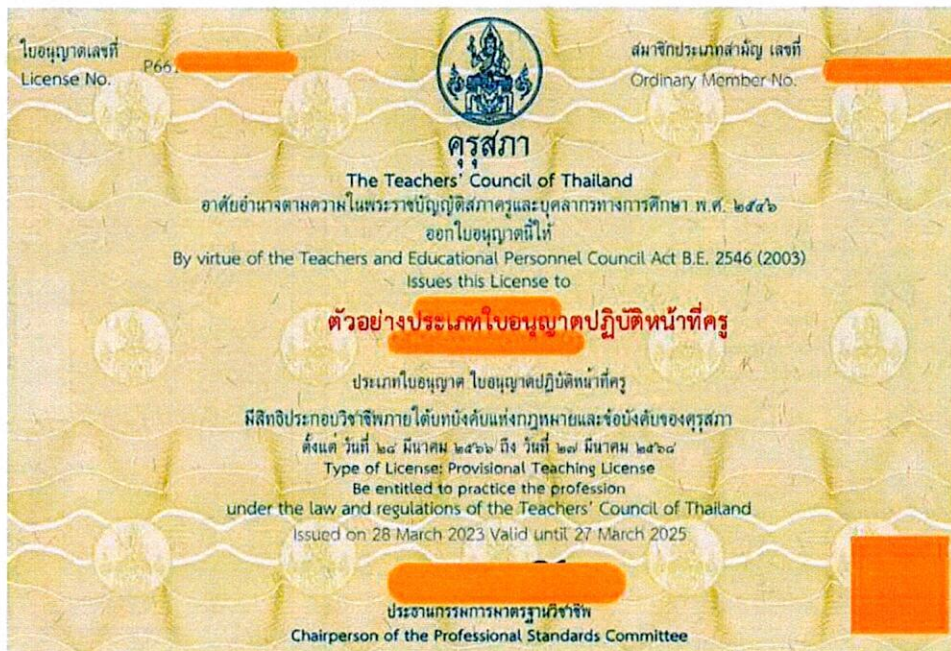 ใบอนุญาตเลขที่
License No. P661
สมาชิกประเภทสามัญ เลขที่
Ordinary Member No.
คุรุสภา
The Teachers' Council of Thailand
อาศัยอำนาจตามความในพระราชบัญญัติสภาครูและบุคลากรทางการศึกษา พ.ศ. ๒๕๔๖
ออกใบอนุญาตนี้ให้
By virtue of the Teachers and Educational Personnel Council Act B.E. 2546 (2003)
Issues this License to
ตัวอย่างประเภทใบอนุญาตปฏิบัติหน้าที่ครู
ประเภทใบอนุญาต ใบอนุญาตปฏิบัติหน้าที่ครู
มีสิทธิประกอบวิชาชีพภายใต้บทบังคับแห่งกฎหมายและข้อบังคับของคุรุสภา
ตั้งแต่ วันที่ ๒๘ มีนาคม ๒๕๖๖ ถึง วันที่ ๒๗ มีนาคม ๒๕๖๘
Type of License: Provisional Teaching License
Be entitled to practice the profession
under the law and regulations of the Teachers' Council of Thailand
Issued on 28 March 2023 Valid until 27 March 2025
ประธานกรรมการมาตรฐานวิชาชีพ
Chairperson of the Professional Standards Committee